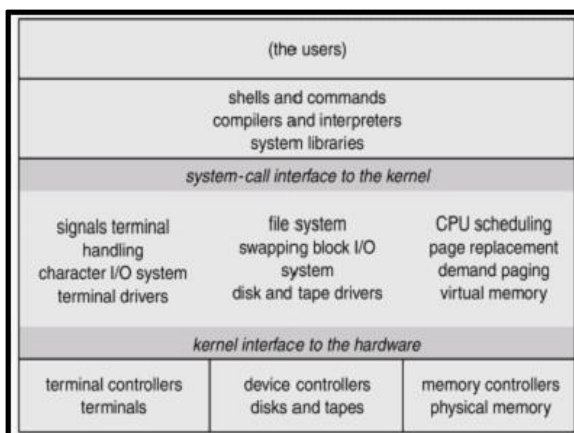 (the users)
shells and commands
compilers and interpreters
system libraries
system-call interface to the kernel
signals terminal
handling
character I/O system
terminal drivers
file system
swapping block I/O
system
disk and tape drivers
CPU scheduling
page replacement
demand paging
virtual memory
kernel interface to the hardware
terminal controllers
terminals
device controllers
disks and tapes
memory controllers
physical memory